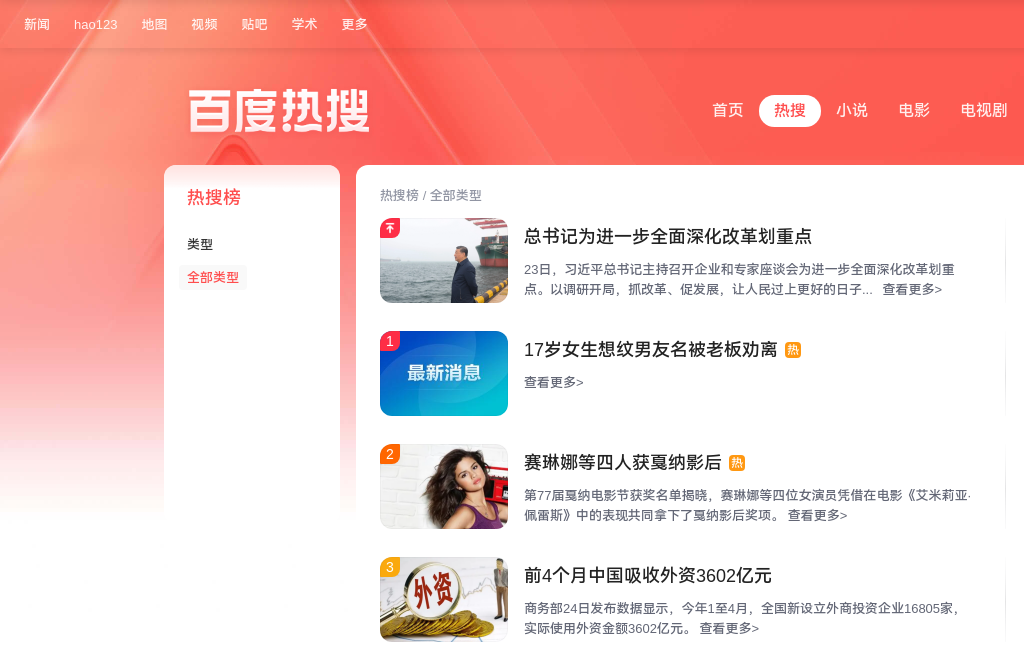 新闻 hao123 地图 视频 贴吧 学术 更多
百度热搜
首页 热搜 小说 电影 电视剧
热搜榜
类型
全部类型
热搜榜 / 全部类型
总书记为进一步全面深化改革划重点
23日，习近平总书记主持召开企业和专家座谈会为进一步全面深化改革划重
点。以调研开局，抓改革、促发展，让人民过上更好的日子... 查看更多>
1
最新消息
17岁女生想纹男友名被老板劝离 热
查看更多>
2
赛琳娜等四人获戛纳影后 热
第77届戛纳电影节获奖名单揭晓，赛琳娜等四位女演员凭借在电影《艾米莉亚·
佩雷斯》中的表现共同拿下了戛纳影后奖项。 查看更多>
3
外资
前4个月中国吸收外资3602亿元
商务部24日发布数据显示，今年1至4月，全国新设立外商投资企业16805家，
实际使用外资金额3602亿元。 查看更多>